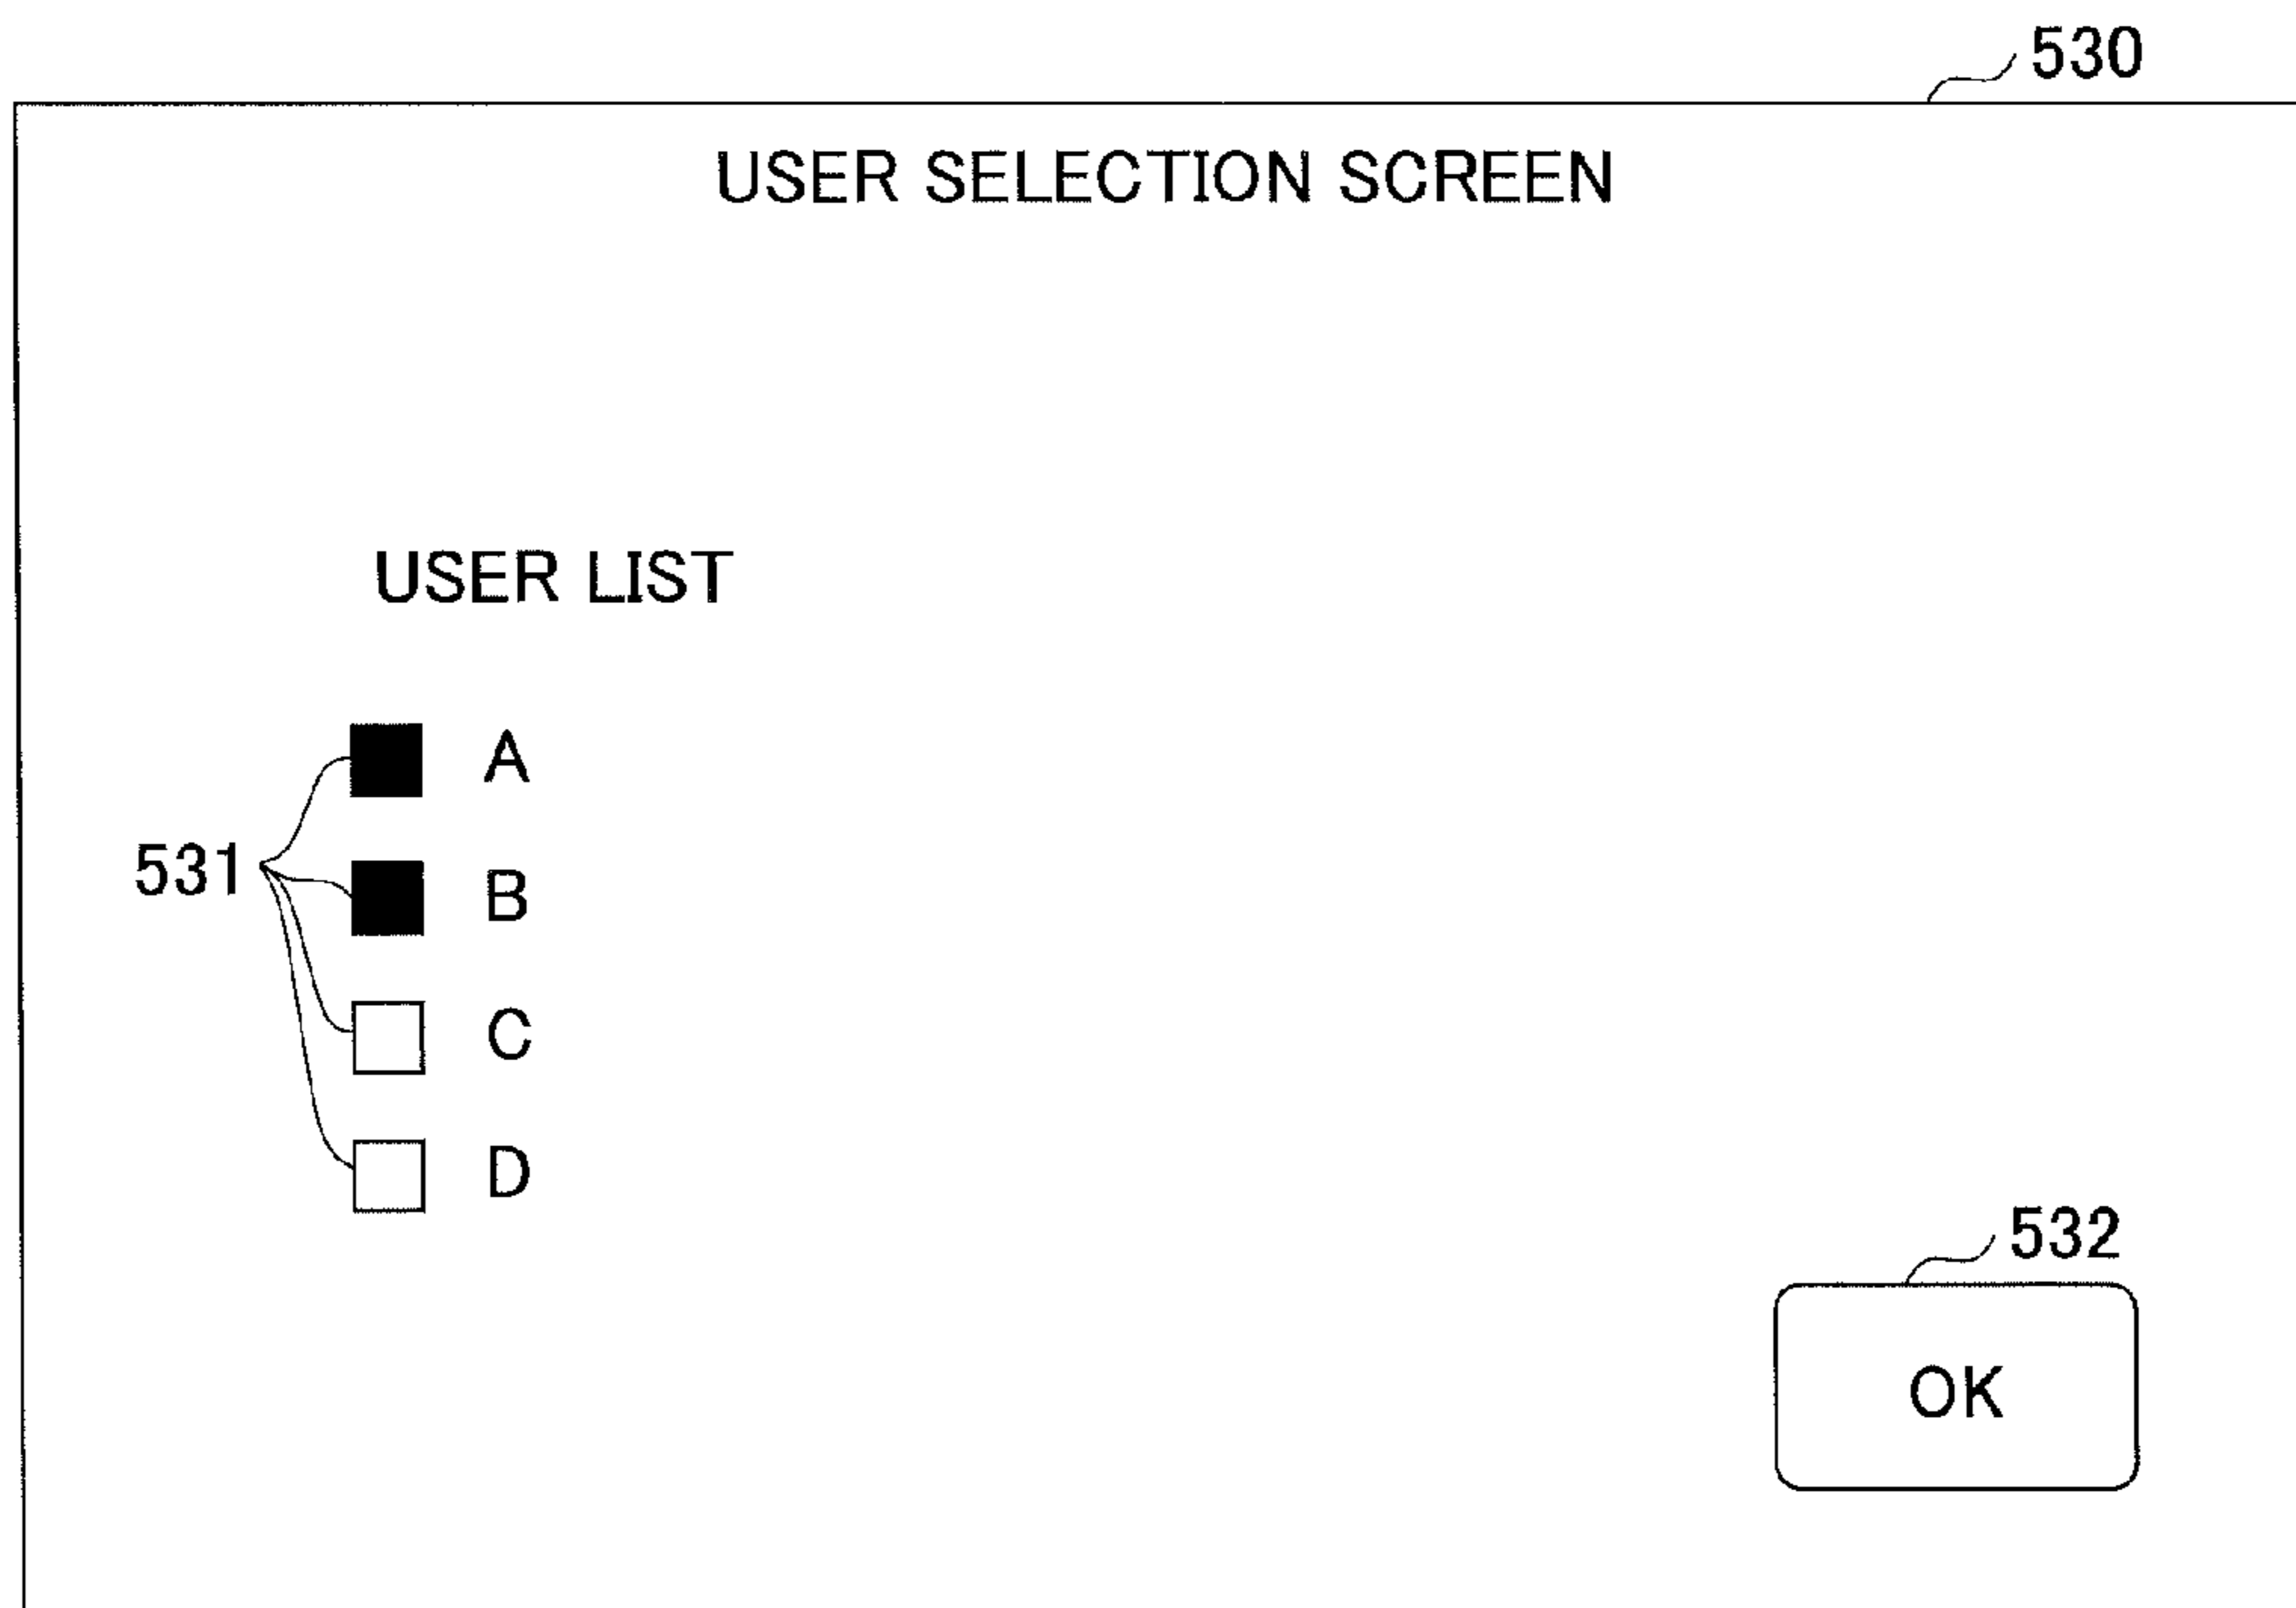 530
USER SELECTION SCREEN
USER LIST
A
531
B
C
D
532
OK